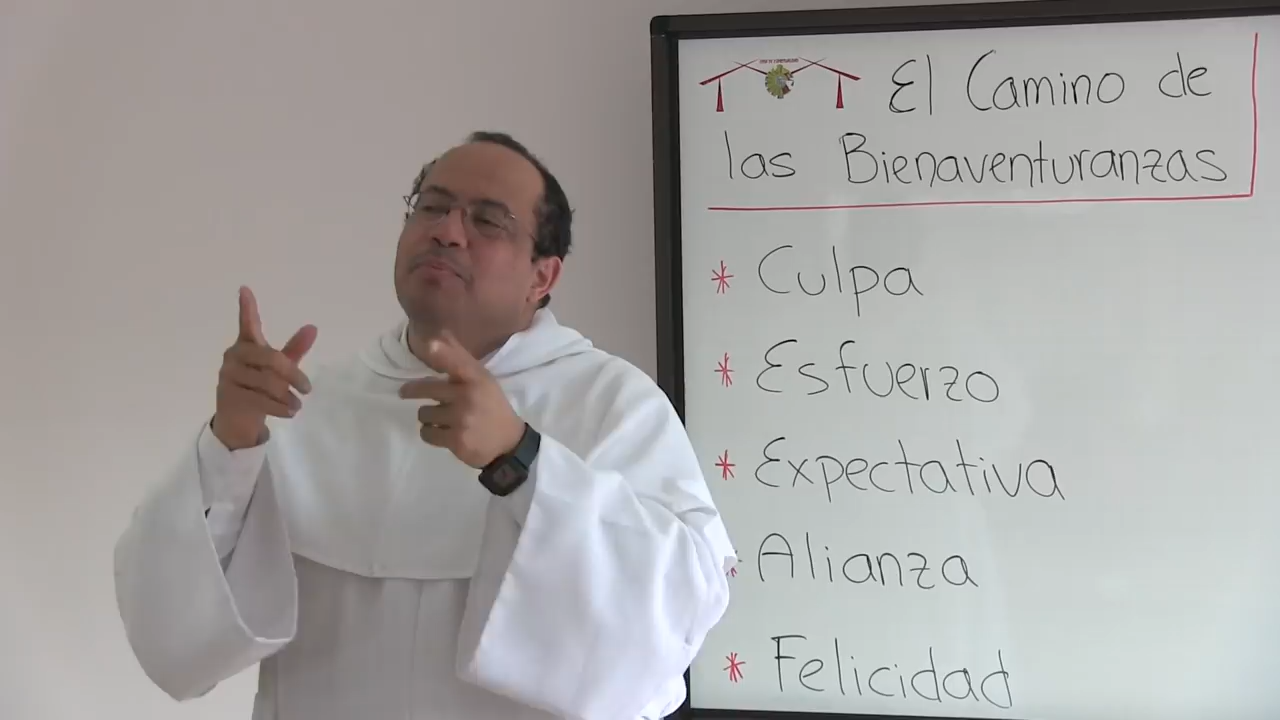 El Camino de
las Bienaventuranzas
* Culpa
* Esfuerzo
* Expectativa
* Alianza
* Felicidad